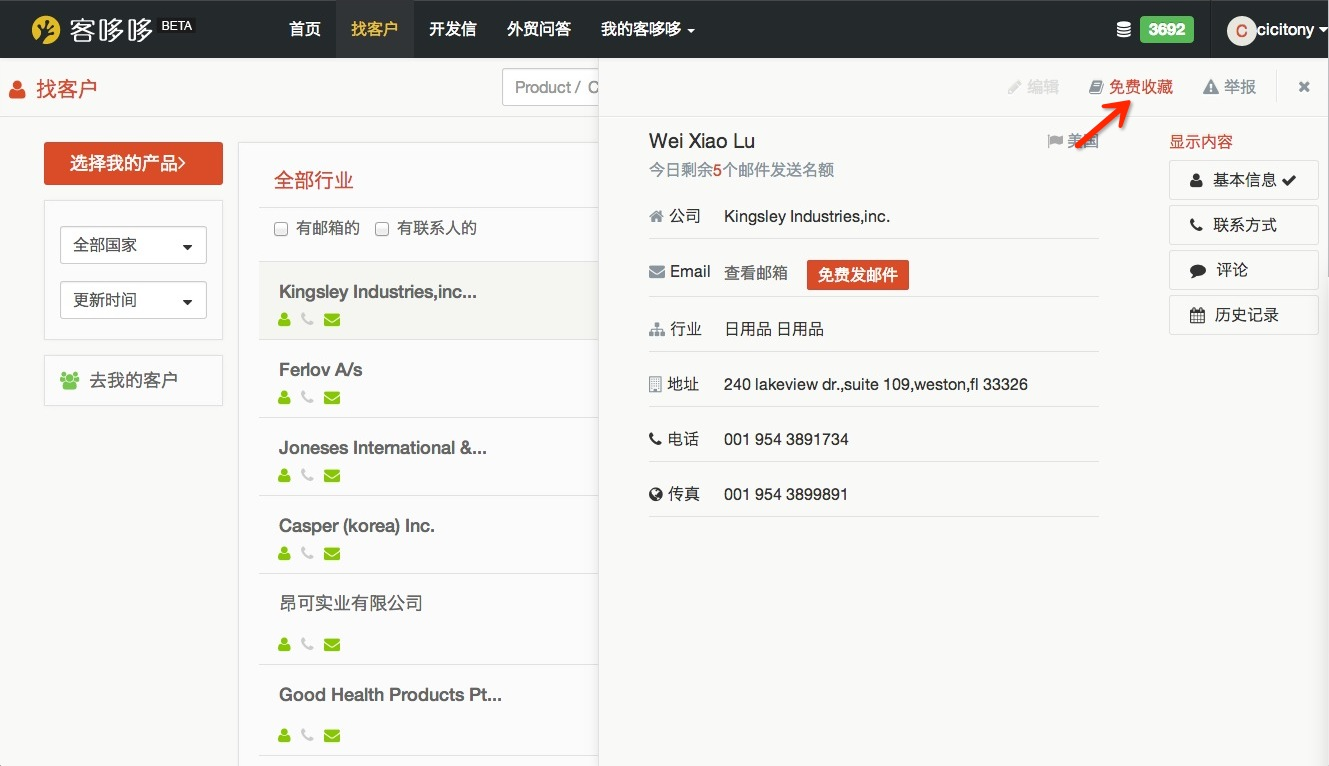 客哆哆 BETA
首页 找客户 开发信 外贸问答 我的客哆哆 3692 C cicitony
找客户
Product / C
编辑 免费收藏 举报
选择我的产品
全部国家
更新时间
去我的客户
全部行业
有邮箱的 有联系人的
Kingsley Industries,inc...
Ferlov A/s
Joneses International &...
Casper (korea) Inc.
昂可实业有限公司
Good Health Products Pt...
Wei Xiao Lu 美国
今日剩余5个邮件发送名额
公司 Kingsley Industries,inc.
Email 查看邮箱 免费发邮件
行业 日用品 日用品
地址 240 lakeview dr.,suite 109,weston,fl 33326
电话 001 954 3891734
传真 001 954 3899891
显示内容
基本信息
联系方式
评论
历史记录